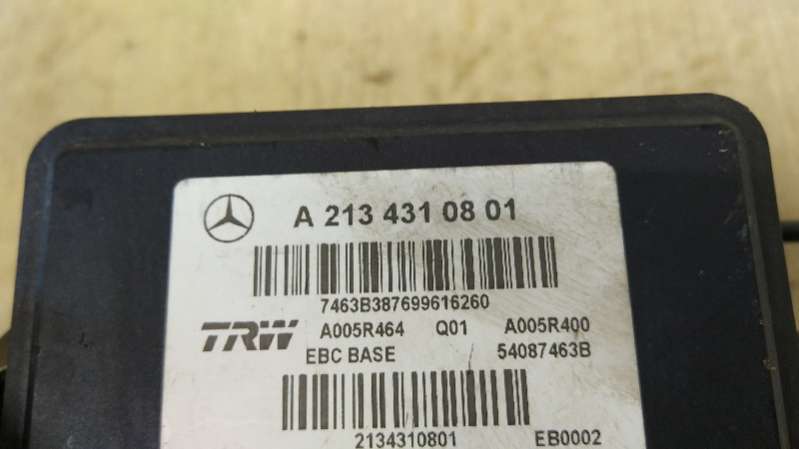 A 213 431 08 01
7463B387699616260
TRW A005R464 Q01 A005R400
EBC BASE 54087463B
2134310801 EB0002